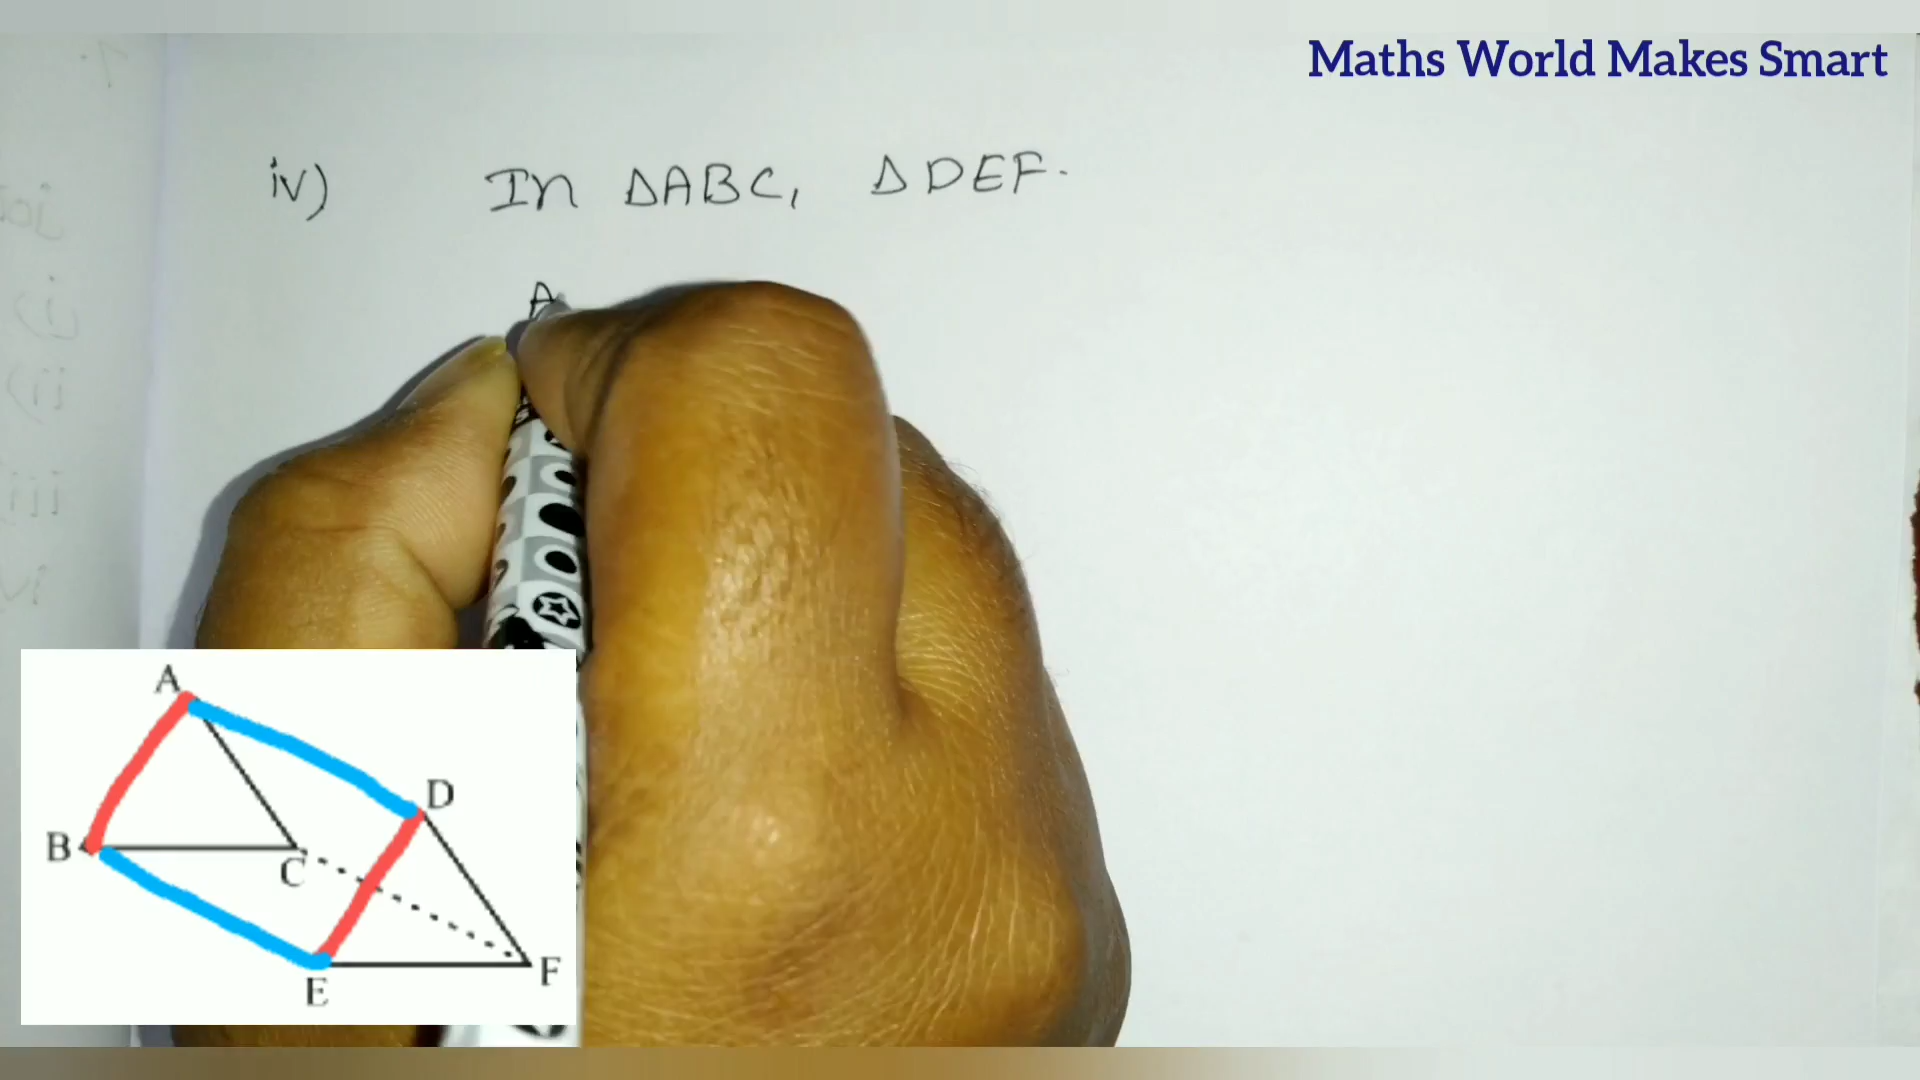 Maths World Makes Smart
iv) In ΔABC, ΔDEF.
A
A
D
B
C
E
F